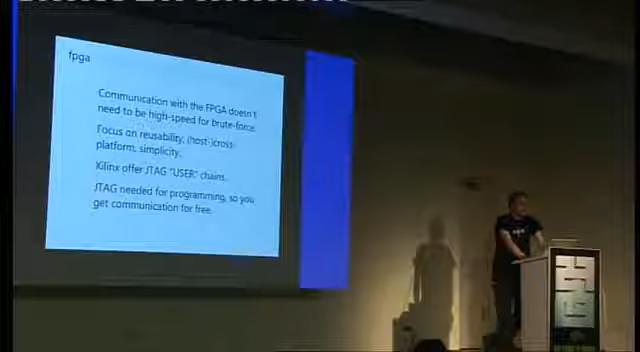 fpga
Communication with the FPGA doesn't
need to be high-speed for brute-force.
Focus on reusability, (host-)cross-
platform, simplicity.
Xilinx offer JTAG "USER" chains.
JTAG needed for programming, so you
get communication for free.